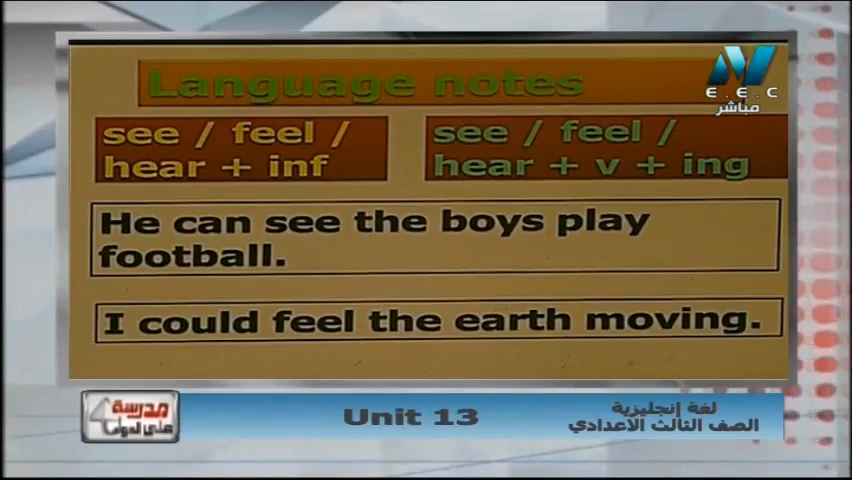 Language notes
E . E . C
مباشر
see / feel /
hear + inf
see / feel /
hear + v + ing
He can see the boys play
football.
I could feel the earth moving.
مدرسة
على الهواء
Unit 13
لغة إنجليزية
الصف الثالث الاعدادي